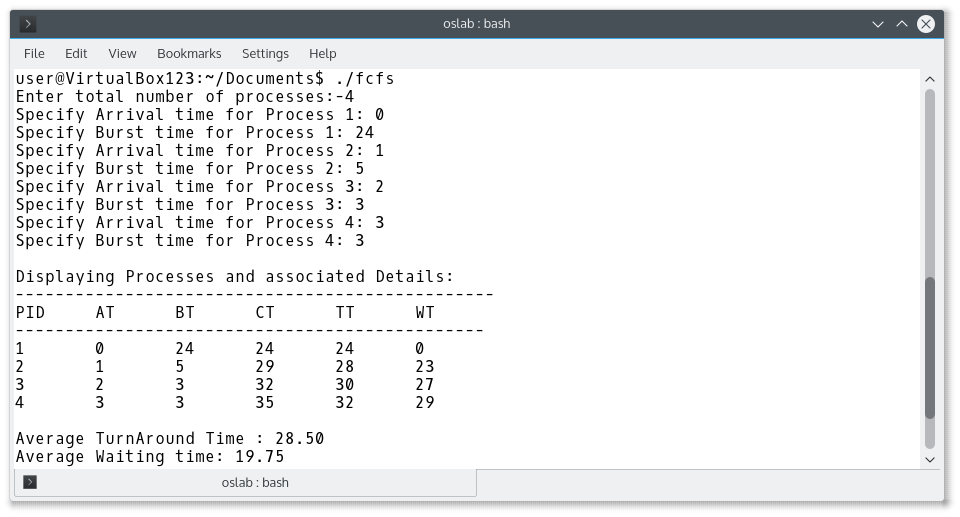 oslab : bash
File Edit View Bookmarks Settings Help
user@VirtualBox123:~/Documents$ ./fcfs
Enter total number of processes:-4
Specify Arrival time for Process 1: 0
Specify Burst time for Process 1: 24
Specify Arrival time for Process 2: 1
Specify Burst time for Process 2: 5
Specify Arrival time for Process 3: 2
Specify Burst time for Process 3: 3
Specify Arrival time for Process 4: 3
Specify Burst time for Process 4: 3
Displaying Processes and associated Details:
------------------------------------------------
PID AT BT CT TT WT
-----------------------------------------------
1 0 24 24 24 0
2 1 5 29 28 23
3 2 3 32 30 27
4 3 3 35 32 29
Average TurnAround Time : 28.50
Average Waiting time: 19.75
oslab : bash